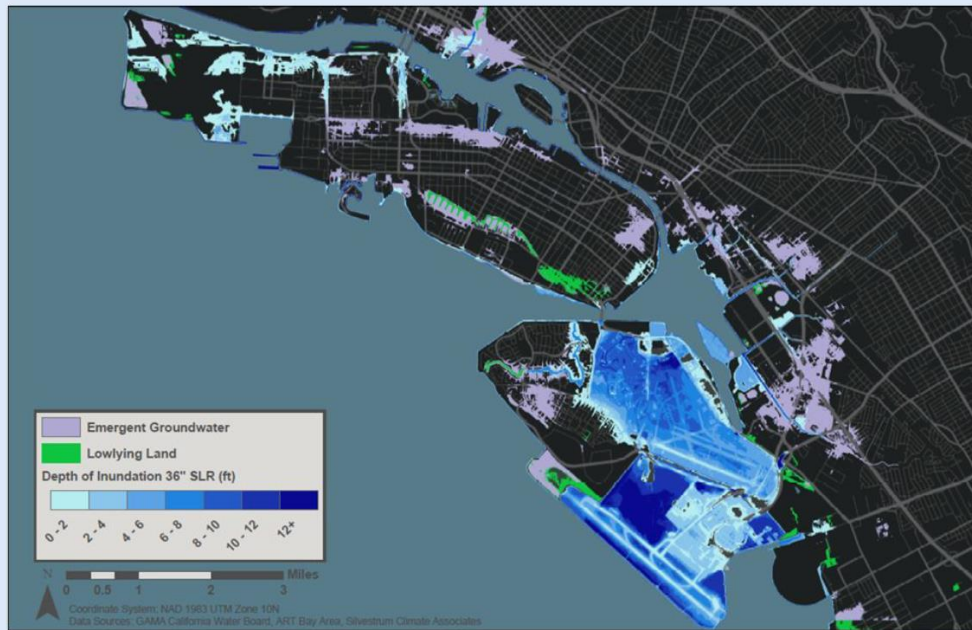 Emergent Groundwater
Lowlying Land
Depth of Inundation 36" SLR (ft)
0 - 2
2 - 4
4 - 6
6 - 8
8 - 10
10 - 12
12+
N
0 0.5 1 2 3 Miles
Coordinate System: NAD 1983 UTM Zone 10N
Data Sources: GAMA California Water Board, ART Bay Area, Silvestrum Climate Associates